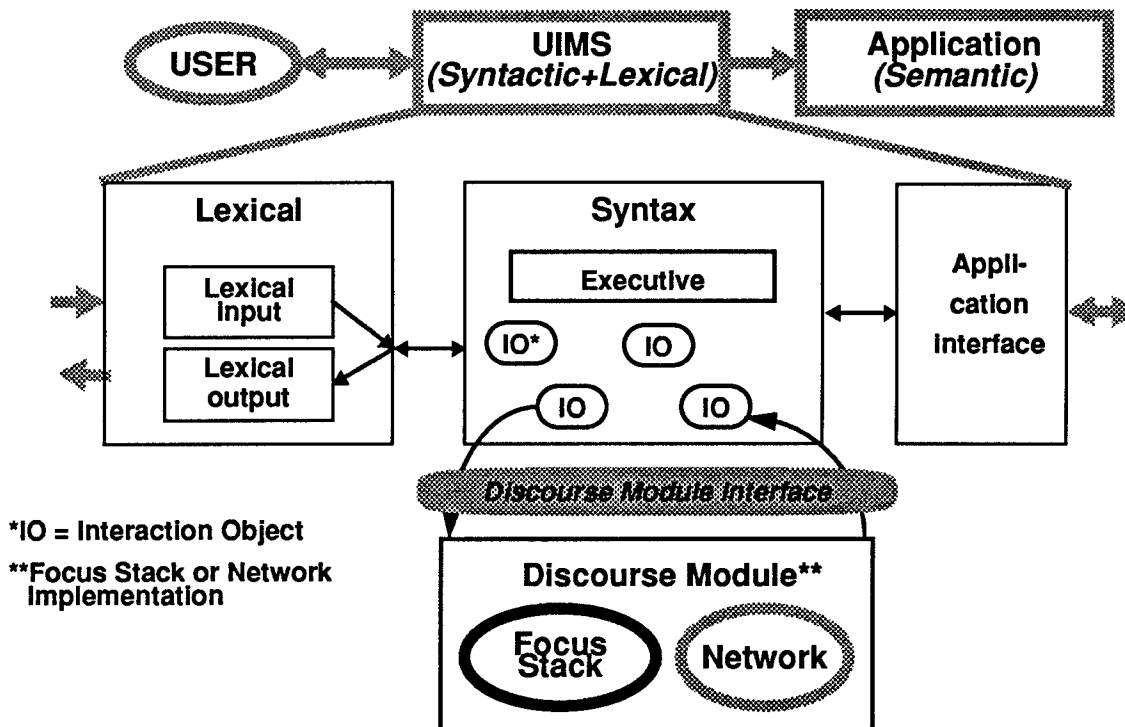 USER
UIMS
(Syntactic+Lexical)
Application
(Semantic)
Lexical
Lexical
input
Lexical
output
Syntax
Executive
IO*
IO
IO
IO
Appli-
cation
interface
Discourse Module Interface
*IO = Interaction Object
**Focus Stack or Network
Implementation
Discourse Module**
Focus
Stack
Network